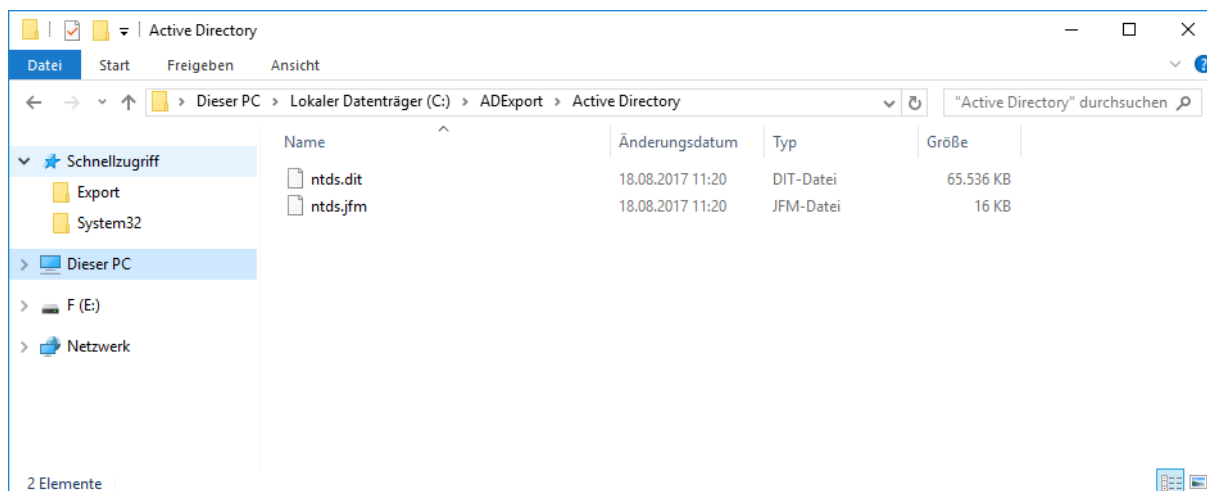 Active Directory
Datei Start Freigeben Ansicht
Dieser PC > Lokaler Datenträger (C:) > ADExport > Active Directory "Active Directory" durchsuchen
Name Änderungsdatum Typ Größe
Schnellzugriff
ntds.dit 18.08.2017 11:20 DIT-Datei 65.536 KB
Export
ntds.jfm 18.08.2017 11:20 JFM-Datei 16 KB
System32
Dieser PC
F (E:)
Netzwerk
2 Elemente